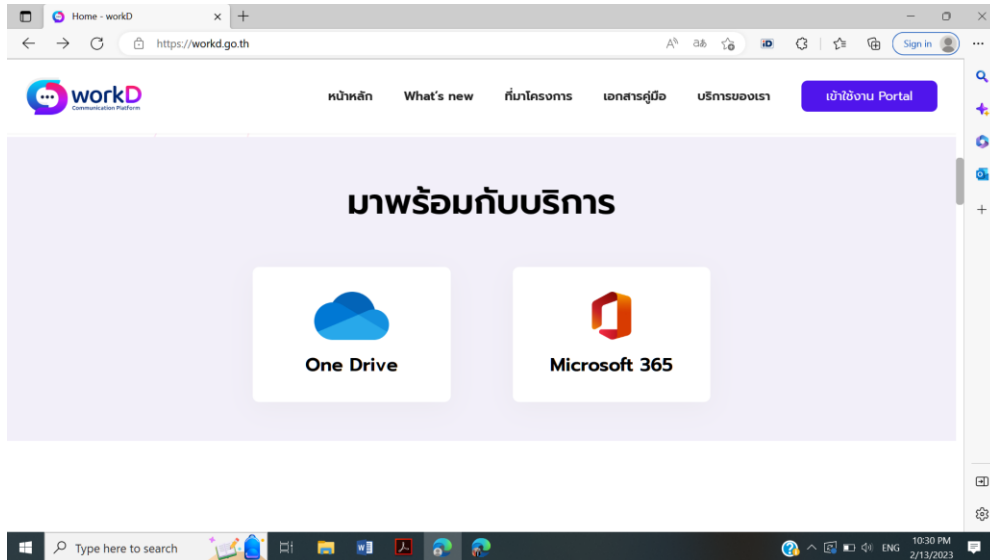 Home - workD
https://workd.go.th
Sign in
workD
Communication Platform
หน้าหลัก What's new ที่มาโครงการ เอกสารคู่มือ บริการของเรา เข้าใช้งาน Portal
มาพร้อมกับบริการ
One Drive Microsoft 365
Type here to search
ENG
10:30 PM
2/13/2023